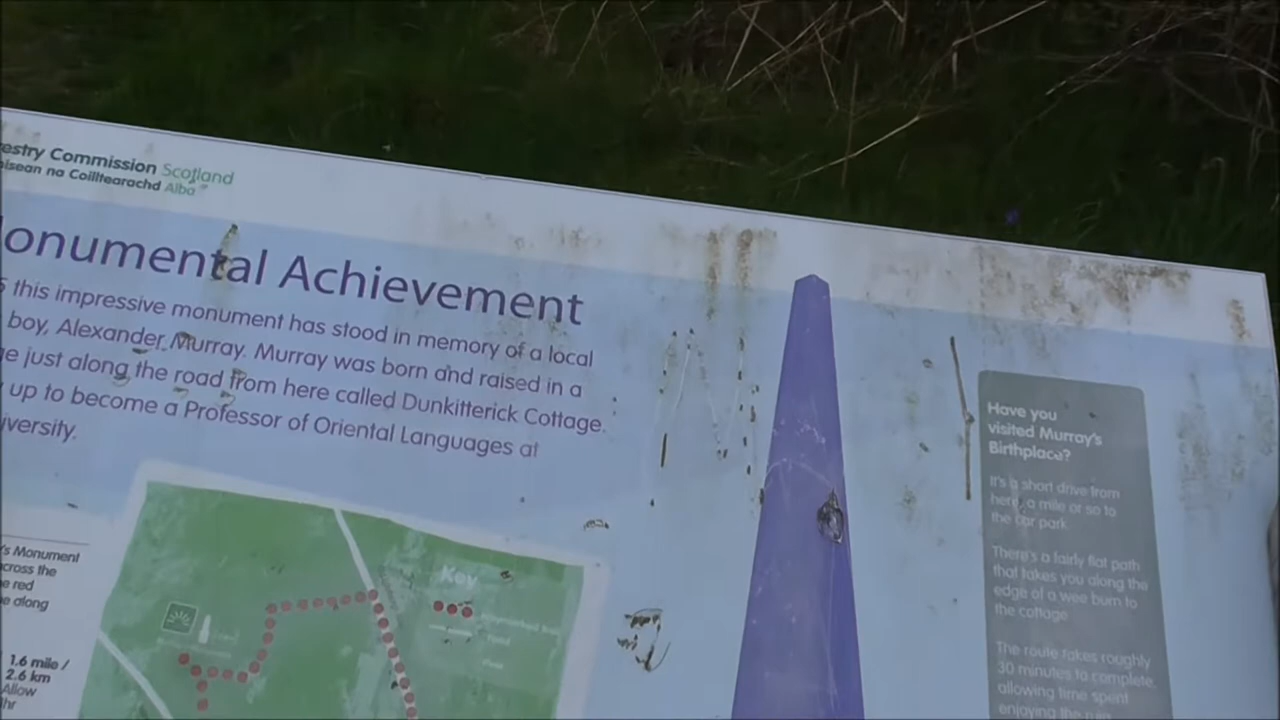 estry Commission Scotland
isean na Coilltearachd Alba
onumental Achievement
this impressive monument has stood in memory of a local
boy, Alexander Murray. Murray was born and raised in a
e just along the road from here called Dunkitterick Cottage.
up to become a Professor of Oriental Languages at
versity.
's Monument
cross the
e red
e along
1.6 mile /
2.6 km
Allow
hr
Key
Have you
visited Murray's
Birthplace?
It's a short drive from
here, a mile or so to
the car park.
There's a fairly flat path
that takes you along the
edge of a wee burn to
the cottage
The route takes roughly
30 minutes to complete,
allowing time spent
enjoying the ruin